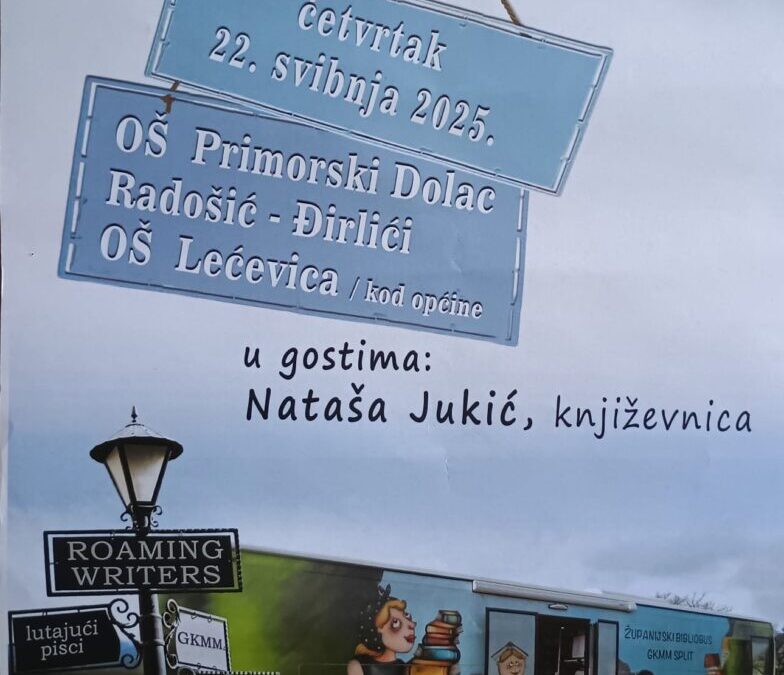 četvrtak
22. svibnja 2025.
OŠ Primorski Dolac
Radošić - Đirlići
OŠ Lećevica / kod općine
u gostima:
Nataša Jukić, književnica
ROAMING
WRITERS
lutajući
pisci
GKMM
ŽUPANIJSKI BIBLIOBUS
GKMM SPLIT